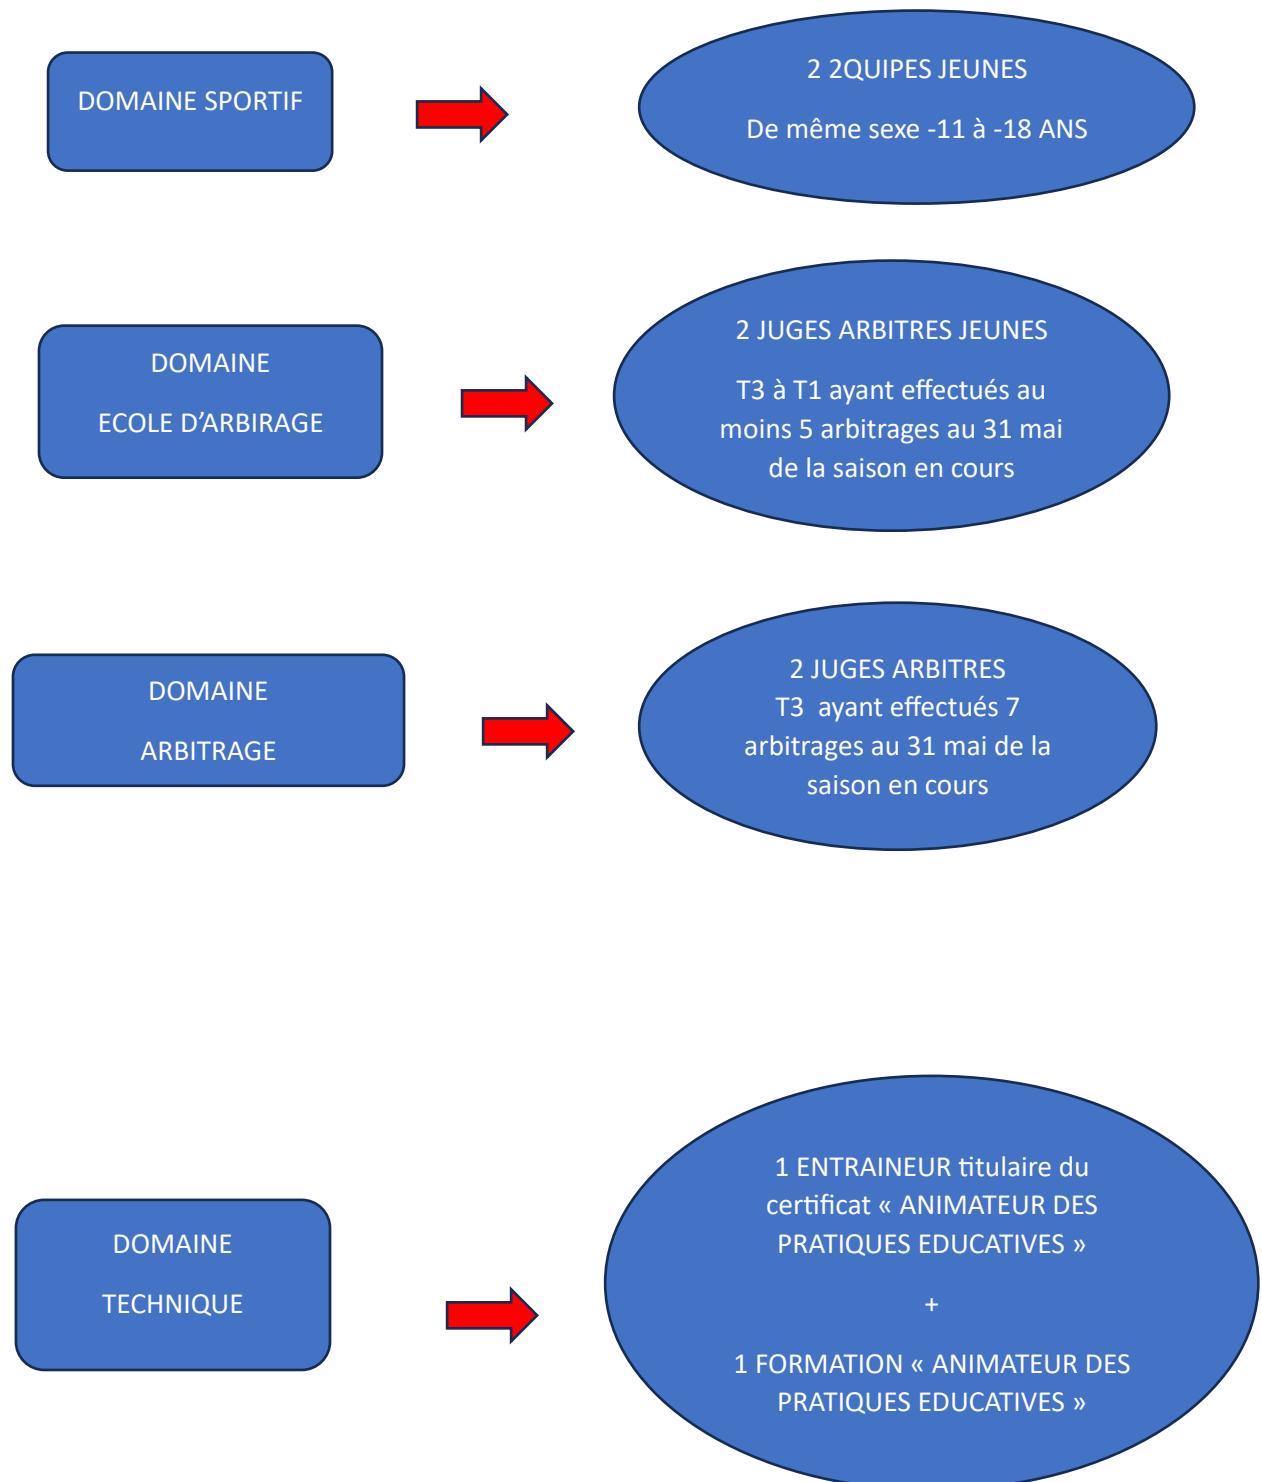 DOMAINE SPORTIF
2 2QUIPES JEUNES
De même sexe -11 à -18 ANS
DOMAINE
ECOLE D’ARBIRAGE
2 JUGES ARBITRES JEUNES
T3 à T1 ayant effectués au
moins 5 arbitrages au 31 mai
de la saison en cours
DOMAINE
ARBITRAGE
2 JUGES ARBITRES
T3 ayant effectués 7
arbitrages au 31 mai de la
saison en cours
DOMAINE
TECHNIQUE
1 ENTRAINEUR titulaire du
certificat « ANIMATEUR DES
PRATIQUES EDUCATIVES »
+
1 FORMATION « ANIMATEUR DES
PRATIQUES EDUCATIVES »